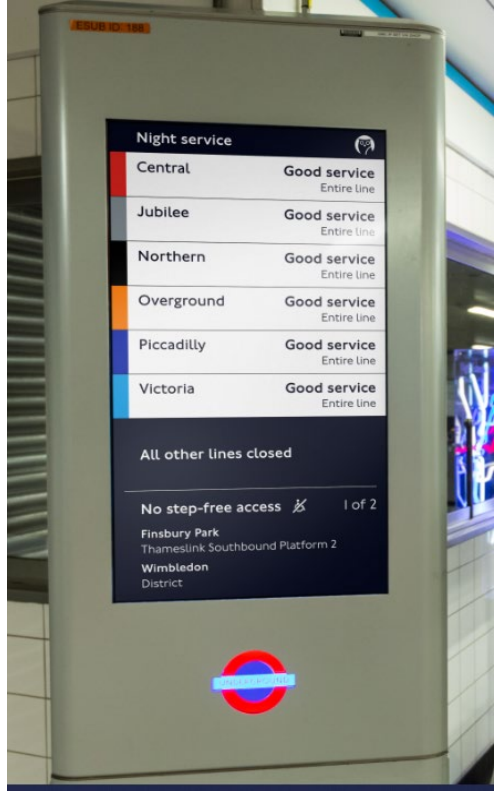 ESUB ID: 188
Night service
Central Good service
Entire line
Jubilee Good service
Entire line
Northern Good service
Entire line
Overground Good service
Entire line
Piccadilly Good service
Entire line
Victoria Good service
Entire line
All other lines closed
No step-free access 1 of 2
Finsbury Park
Thameslink Southbound Platform 2
Wimbledon
District
UNDERGROUND